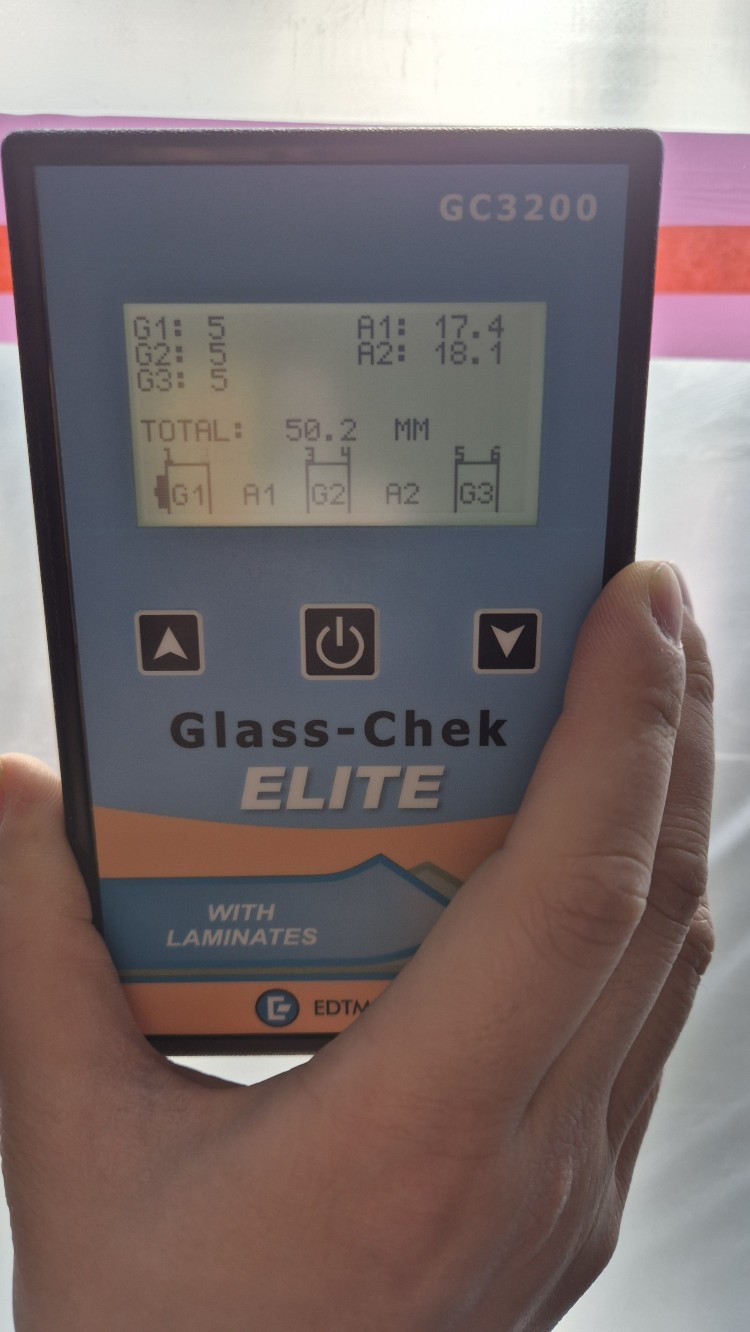 GC3200
G1: 5 A1: 17.4
G2: 5 A2: 18.1
G3: 5
TOTAL: 50.2 MM
1 3 4 5 6
G1 A1 G2 A2 G3
Glass-Chek
ELITE
WITH
LAMINATES
EDTM